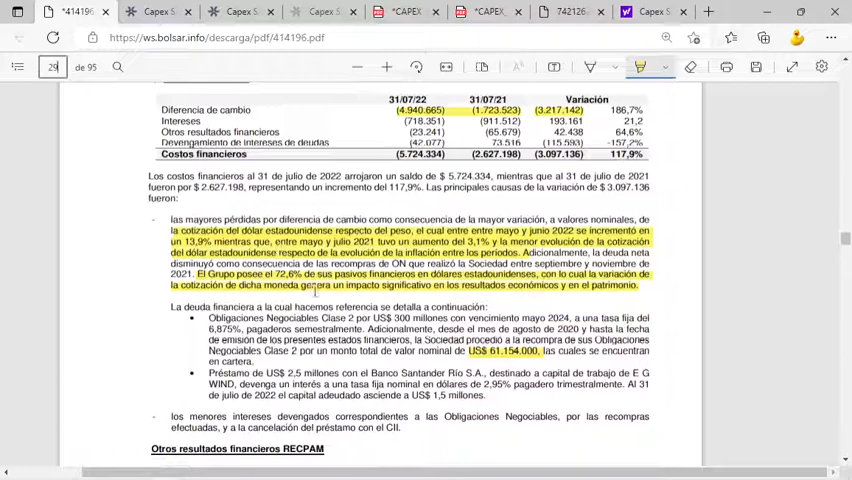 *414196
Capex S
Capex S
Capex S
*CAPEX
*CAPEX_
742126.
Capex S
ws.bolsar.info/descarga/pdf/414196.pdf
29 de 95
31/07/22 31/07/21 Variación
Diferencia de cambio (4.940.665) (1.723.523) (3.217.142) 186,7%
Intereses (718.351) (911.512) 193.161 21,2
Otros resultados financieros (23.241) (65.679) 42.438 64,6%
Devengamiento de intereses de deudas (42.077) 73.516 (115.593) -157,2%
Costos financieros (5.724.334) (2.627.198) (3.097.136) 117,9%
Los costos financieros al 31 de julio de 2022 arrojaron un saldo de $ 5.724.334, mientras que al 31 de julio de 2021
fueron por $ 2.627.198, representando un incremento del 117,9%. Las principales causas de la variación de $ 3.097.136
fueron:
- las mayores pérdidas por diferencia de cambio como consecuencia de la mayor variación, a valores nominales, de
la cotización del dólar estadounidense respecto del peso, el cual entre entre mayo y junio 2022 se incrementó en
un 13,9% mientras que, entre mayo y julio 2021 tuvo un aumento del 3,1% y la menor evolución de la cotización
del dólar estadounidense respecto de la evolución de la inflación entre los periodos. Adicionalmente, la deuda neta
disminuyó como consecuencia de las recompras de ON que realizó la Sociedad entre septiembre y noviembre de
2021. El Grupo posee el 72,6% de sus pasivos financieros en dólares estadounidenses, con lo cual la variación de
la cotización de dicha moneda genera un impacto significativo en los resultados económicos y en el patrimonio.
La deuda financiera a la cual hacemos referencia se detalla a continuación:
• Obligaciones Negociables Clase 2 por US$ 300 millones con vencimiento mayo 2024, a una tasa fija del
6,875%, pagaderos semestralmente. Adicionalmente, desde el mes de agosto de 2020 y hasta la fecha
de emisión de los presentes estados financieros, la Sociedad procedió a la recompra de sus Obligaciones
Negociables Clase 2 por un monto total de valor nominal de US$ 61.154.000, las cuales se encuentran
en cartera.
• Préstamo de US$ 2,5 millones con el Banco Santander Río S.A., destinado a capital de trabajo de E G
WIND, devenga un interés a una tasa fija nominal en dólares de 2,95% pagadero trimestralmente. Al 31
de julio de 2022 el capital adeudado asciende a US$ 1,5 millones.
- los menores intereses devengados correspondientes a las Obligaciones Negociables, por las recompras
efectuadas, y a la cancelación del préstamo con el CII.
Otros resultados financieros RECPAM